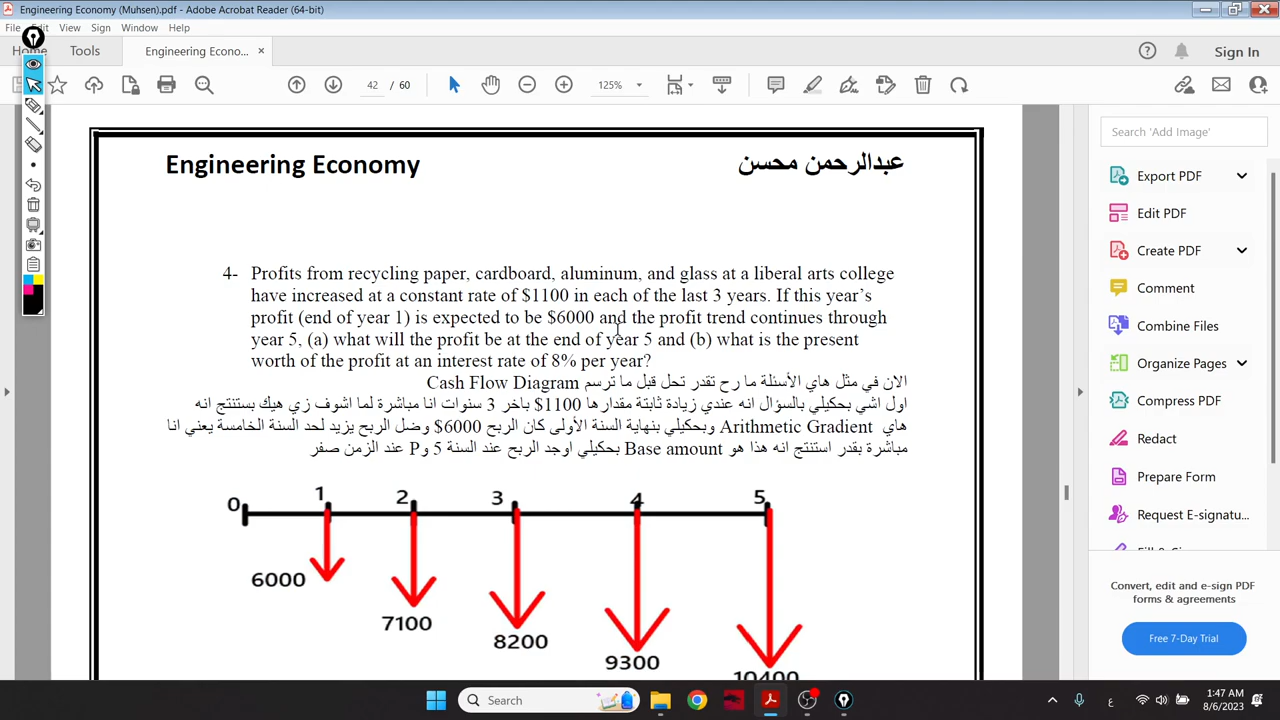 Engineering Economy (Muhsen).pdf - Adobe Acrobat Reader (64-bit)
File Edit View Sign Window Help
Home Tools Engineering Econo... ×
Sign In
42 / 60
125%
Engineering Economy
عبدالرحمن محسن
4- Profits from recycling paper, cardboard, aluminum, and glass at a liberal arts college
have increased at a constant rate of $1100 in each of the last 3 years. If this year's
profit (end of year 1) is expected to be $6000 and the profit trend continues through
year 5, (a) what will the profit be at the end of year 5 and (b) what is the present
worth of the profit at an interest rate of 8% per year?
الان في مثل هاي الأسئلة ما رح تقدر تحل قبل ما ترسم Cash Flow Diagram
اول اشي بحكيلي بالسؤال انه عندي زيادة ثابتة مقدارها 1100$ باخر 3 سنوات انا مباشرة لما اشوف زي هيك بستنتج انه
هاي Arithmetic Gradient وبحكيلي بنهاية السنة الأولى كان الربح 6000$ وضل الربح يزيد لحد السنة الخامسة يعني انا
مباشرة بقدر استنتج انه هذا هو Base amount بحكيلي اوجد الربح عند السنة 5 وP عند الزمن صفر
0 1 2 3 4 5
6000
7100
8200
9300
10400
Search 'Add Image'
Export PDF
Edit PDF
Create PDF
Comment
Combine Files
Organize Pages
Compress PDF
Redact
Prepare Form
Request E-signatu...
Convert, edit and e-sign PDF
forms & agreements
Free 7-Day Trial
Search
ع
1:47 AM
8/6/2023